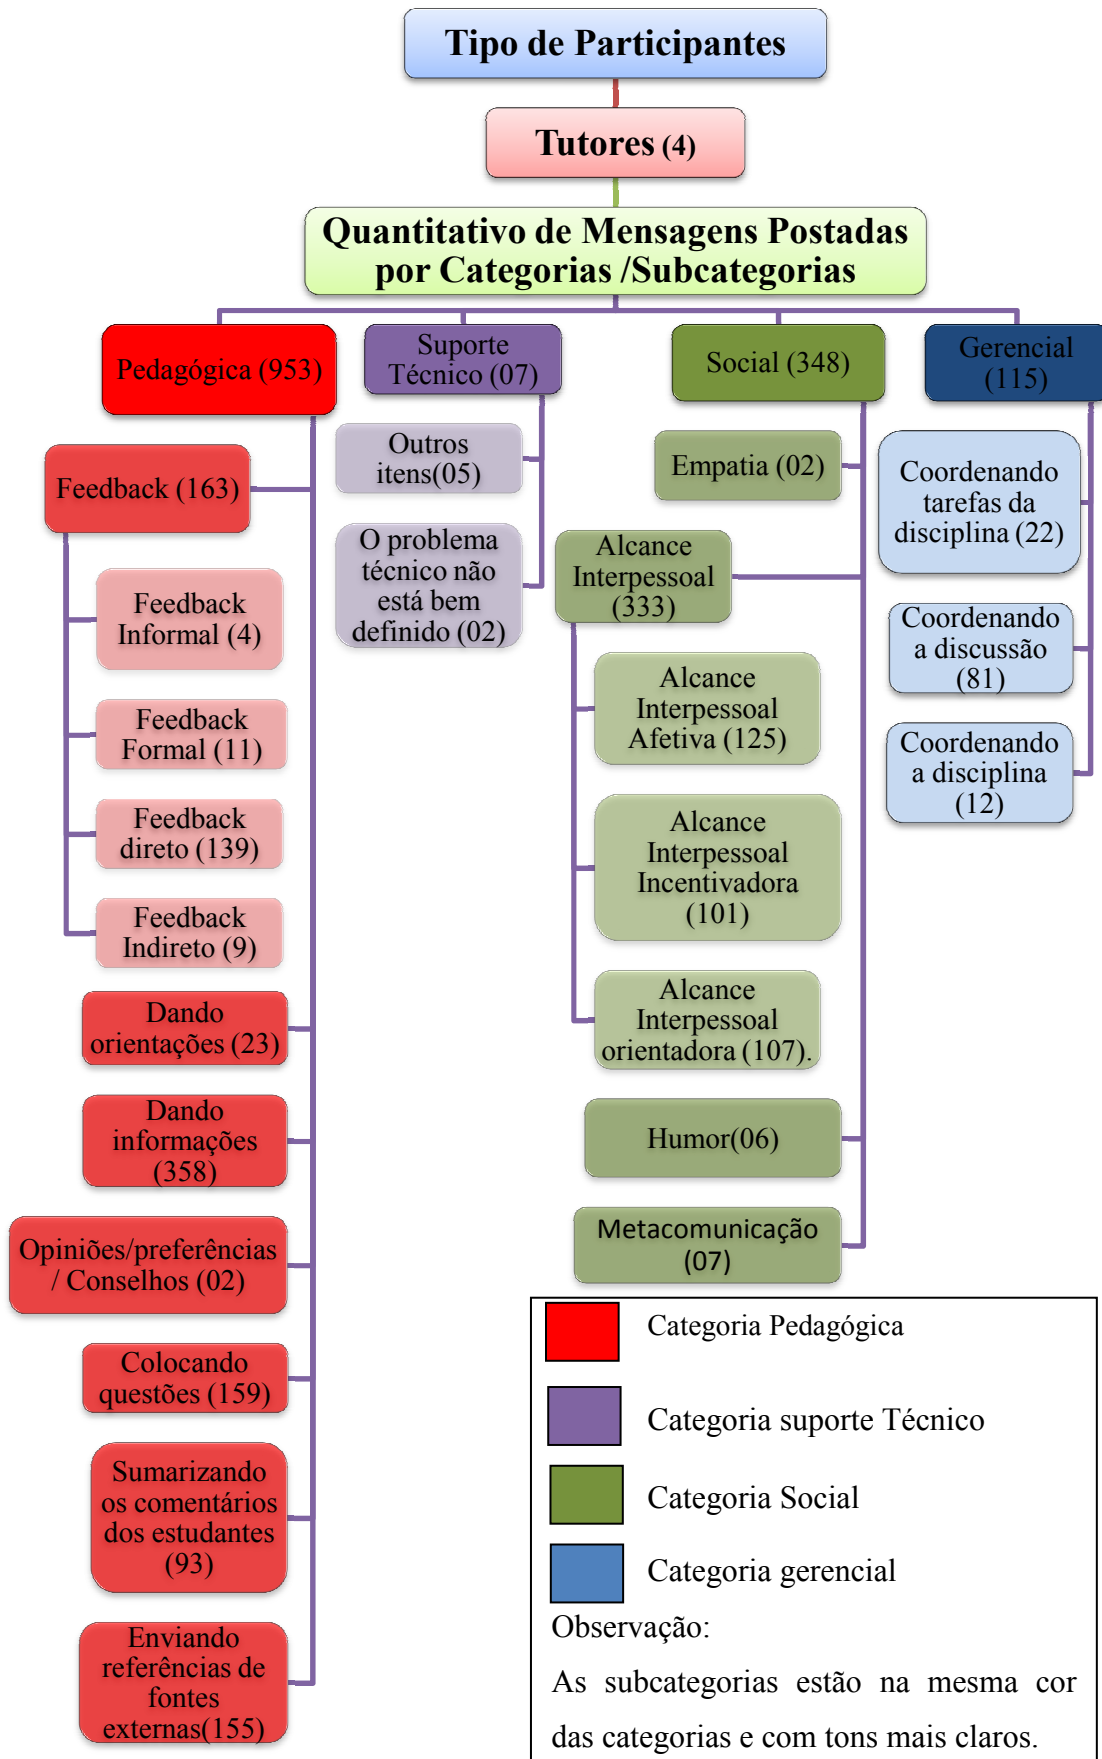 Tipo de Participantes
Tutores (4)
Quantitativo de Mensagens Postadas
por Categorias /Subcategorias
Pedagógica (953)
Feedback (163)
Feedback
Informal (4)
Feedback
Formal (11)
Feedback
direto (139)
Feedback
Indireto (9)
Dando
orientações (23)
Dando
informações
(358)
Opiniões/preferências
/ Conselhos (02)
Colocando
questões (159)
Sumarizando
os comentários
dos estudantes
(93)
Enviando
referências de
fontes
externas(155)
Suporte
Técnico (07)
Outros
itens(05)
O problema
técnico não
está bem
definido (02)
Social (348)
Empatia (02)
Alcance
Interpessoal
(333)
Alcance
Interpessoal
Afetiva (125)
Alcance
Interpessoal
Incentivadora
(101)
Alcance
Interpessoal
orientadora (107).
Humor(06)
Metacomunicação
(07)
Gerencial
(115)
Coordenando
tarefas da
disciplina (22)
Coordenando
a discussão
(81)
Coordenando
a disciplina
(12)
Categoria Pedagógica
Categoria suporte Técnico
Categoria Social
Categoria gerencial
Observação:
As subcategorias estão na mesma cor
das categorias e com tons mais claros.